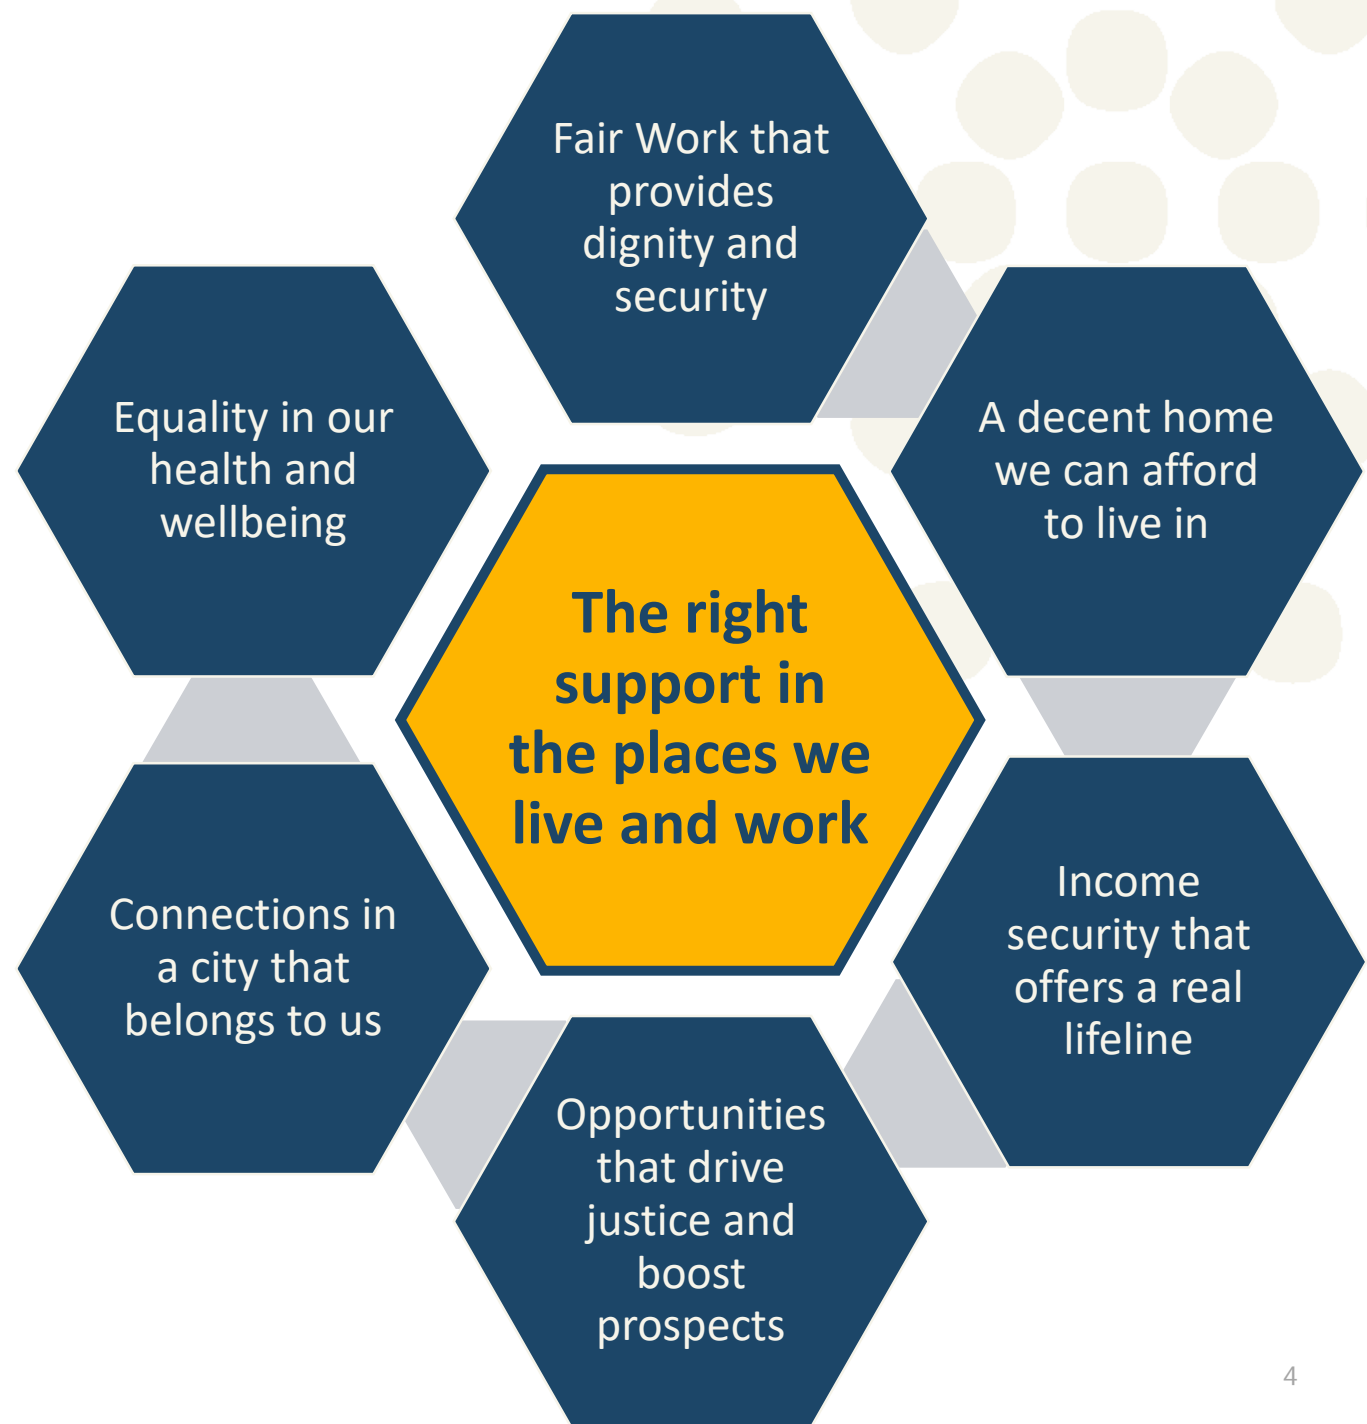 Fair Work that
provides
dignity and
security
A decent home
we can afford
to live in
Income
security that
offers a real
lifeline
Opportunities
that drive
justice and
boost
prospects
Connections in
a city that
belongs to us
Equality in our
health and
wellbeing
The right
support in
the places we
live and work
4